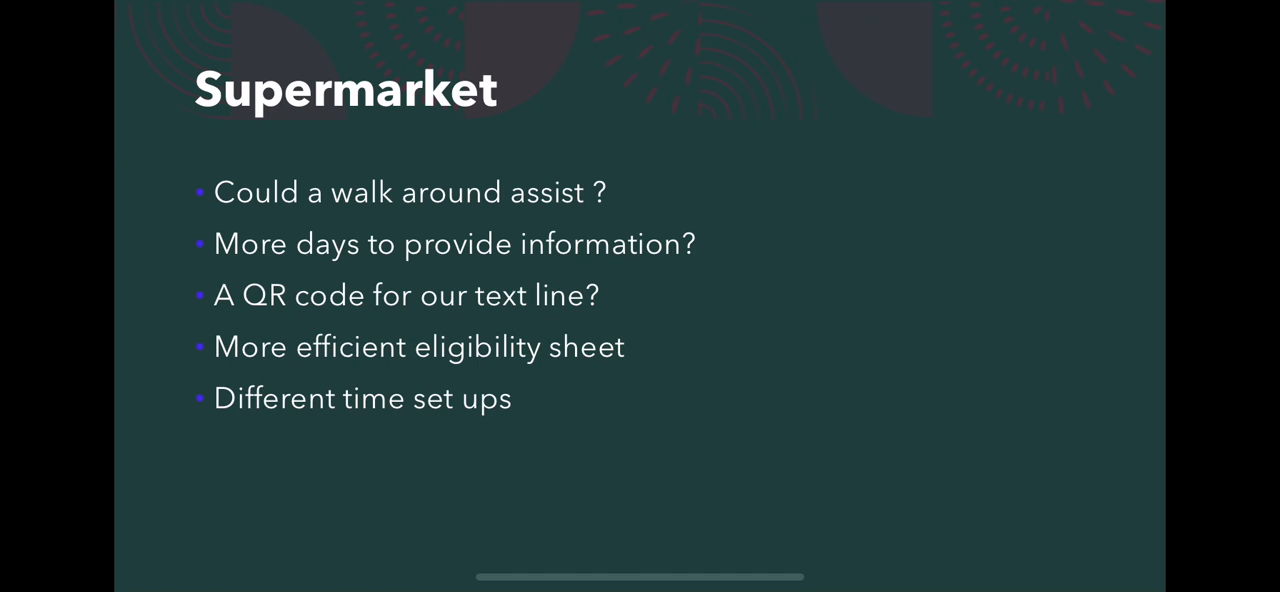 Supermarket
• Could a walk around assist ?
• More days to provide information?
• A QR code for our text line?
• More efficient eligibility sheet
• Different time set ups